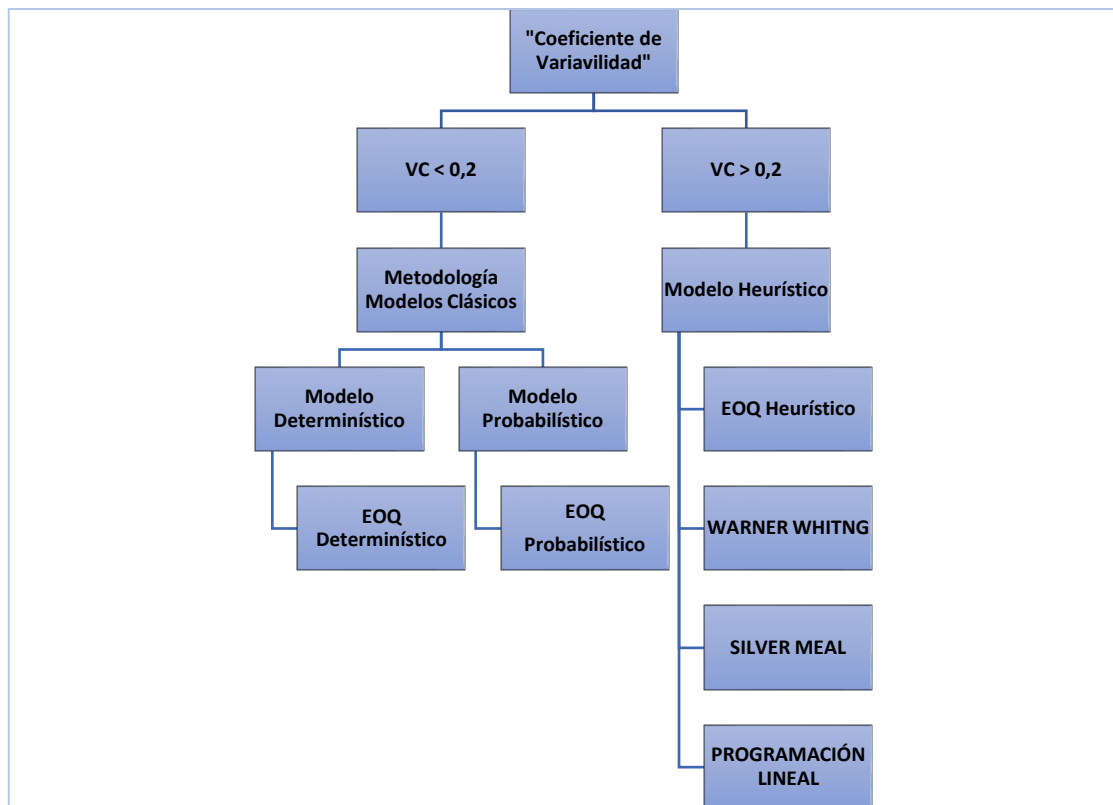 "Coeficiente de
Variavilidad"
VC < 0,2
VC > 0,2
Metodología
Modelos Clásicos
Modelo Heurístico
Modelo
Determinístico
Modelo
Probabilístico
EOQ Heurístico
EOQ
Determinístico
EOQ
Probabilístico
WARNER WHITNG
SILVER MEAL
PROGRAMACIÓN
LINEAL